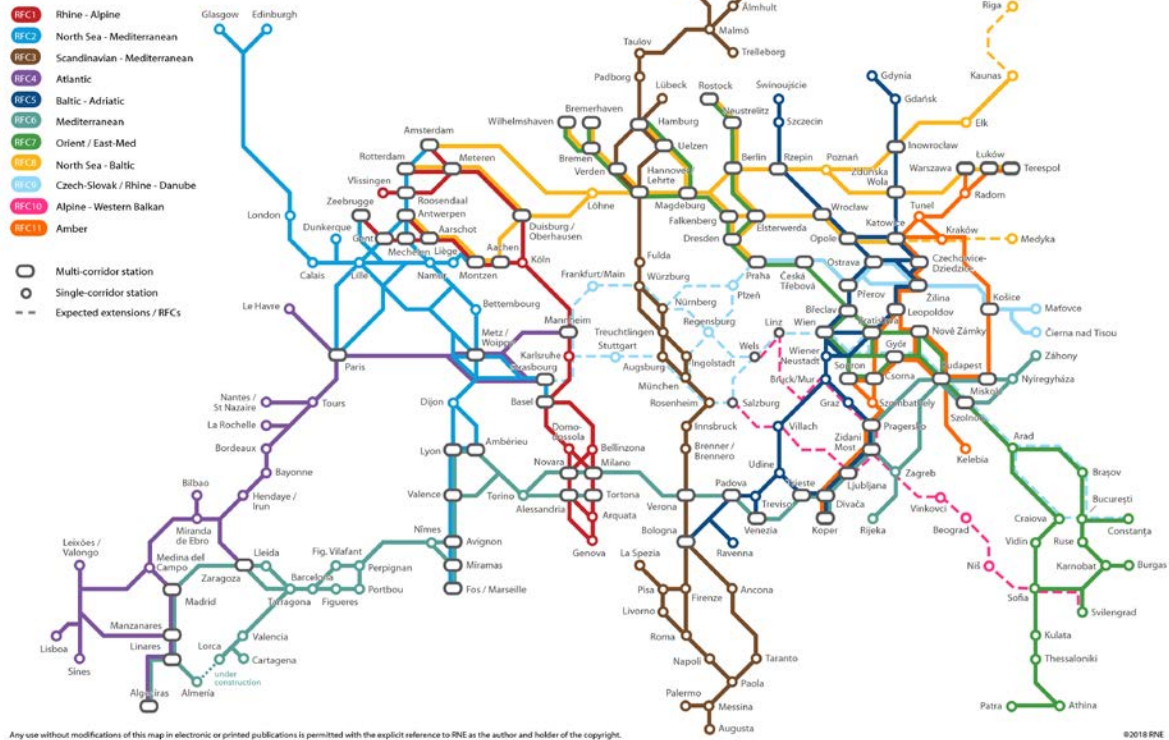 RFC1 Rhine - Alpine
RFC2 North Sea - Mediterranean
RFC3 Scandinavian - Mediterranean
RFC4 Atlantic
RFC5 Baltic - Adriatic
RFC6 Mediterranean
RFC7 Orient / East-Med
RFC8 North Sea - Baltic
RFC9 Czech-Slovak / Rhine - Danube
RFC10 Alpine - Western Balkan
RFC11 Amber
Multi-corridor station
Single-corridor station
Expected extensions / RFCs
Glasgow
Edinburgh
Älmhult
Malmö
Trelleborg
Taulov
Padborg
Lübeck
Rostock
Świnoujście
Gdynia
Riga
Kaunas
Gdańsk
Bremerhaven
Wilhelmshaven
Hamburg
Neustrelitz
Szczecin
Ełk
Amsterdam
Bremen
Uelzen
Inowrocław
Rotterdam
Meteren
Verden
Hannover/
Lehrte
Berlin
Rzepin
Poznań
Zduńska
Wola
Warszawa
Łuków
Terespol
Vlissingen
Roosendaal
Löhne
Magdeburg
Radom
Zeebrugge
Antwerpen
Falkenberg
Wrocław
Tunel
London
Dunkerque
Gent
Aarschot
Duisburg /
Oberhausen
Elsterwerda
Katowice
Kraków
Medyka
Mechelen
Liège
Aachen
Dresden
Opole
Calais
Lille
Namur
Montzen
Köln
Fulda
Praha
Česká
Třebová
Ostrava
Czechowice-
Dziedzice
Frankfurt/Main
Würzburg
Plzeň
Přerov
Žilina
Košice
Maťovce
Le Havre
Bettembourg
Nürnberg
Břeclav
Leopoldov
Čierna nad Tisou
Mannheim
Treuchtlingen
Regensburg
Linz
Wien
Bratislava
Nové Zámky
Metz /
Woippy
Karlsruhe
Stuttgart
Wels
Wiener
Neustadt
Győr
Záhony
Paris
Strasbourg
Augsburg
Ingolstadt
Sopron
Csorna
Budapest
Nyíregyháza
München
Bruck/Mur
Miskolc
Nantes /
St Nazaire
Tours
Dijon
Basel
Rosenheim
Salzburg
Graz
Szombathely
Szolnok
La Rochelle
Domo-
dossola
Innsbruck
Villach
Pragersko
Arad
Bordeaux
Lyon
Ambérieu
Bellinzona
Brenner /
Brennero
Zidani
Most
Kelebia
Bayonne
Novara
Milano
Udine
Zagreb
Brașov
Bilbao
Hendaye /
Irun
Valence
Torino
Tortona
Verona
Padova
Trieste
Ljubljana
Vinkovci
București
Alessandria
Treviso
Divača
Miranda
de Ebro
Nîmes
Arquata
Bologna
Venezia
Koper
Rijeka
Beograd
Craiova
Constanța
Leixões /
Valongo
Medina del
Campo
Lleida
Fig. Vilafant
Avignon
Genova
La Spezia
Ravenna
Vidin
Ruse
Zaragoza
Barcelona
Perpignan
Miramas
Niš
Karnobat
Burgas
Madrid
Tarragona
Figueres
Portbou
Fos / Marseille
Pisa
Firenze
Ancona
Sofia
Svilengrad
Manzanares
Livorno
Lisboa
Linares
Lorca
Valencia
Roma
Kulata
Sines
Cartagena
Napoli
Taranto
Thessaloniki
under
construction
Algeciras
Almería
Paola
Palermo
Messina
Patra
Athina
Augusta
Any use without modifications of this map in electronic or printed publications is permitted with the explicit reference to RNE as the author and holder of the copyright.
©2018 RNE